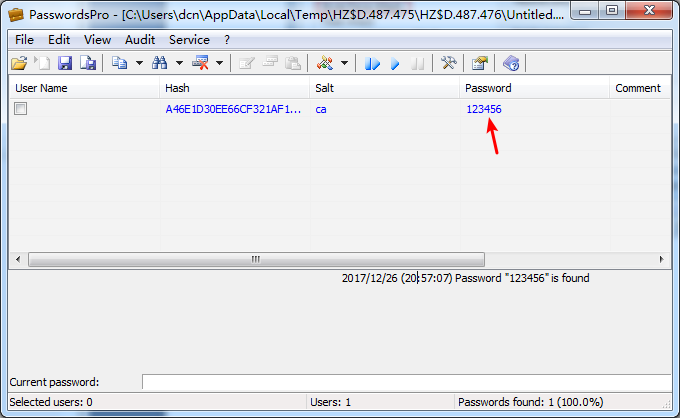 PasswordsPro - [C:\Users\dcn\AppData\Local\Temp\HZ$D.487.475\HZ$D.487.476\Untitled....
File Edit View Audit Service ?
User Name Hash Salt Password Comment
A46E1D30EE66CF321AF1... ca 123456
2017/12/26 (20:57:07) Password "123456" is found
Current password:
Selected users: 0 Users: 1 Passwords found: 1 (100.0%)